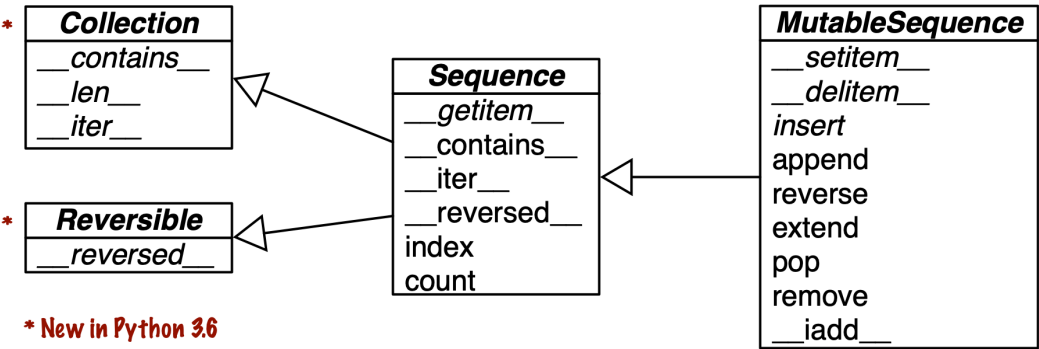 * Collection
__contains__
__len__
__iter__
* Reversible
__reversed__
* New in Python 3.6
Sequence
__getitem__
__contains__
__iter__
__reversed__
index
count
MutableSequence
__setitem__
__delitem__
insert
append
reverse
extend
pop
remove
__iadd__